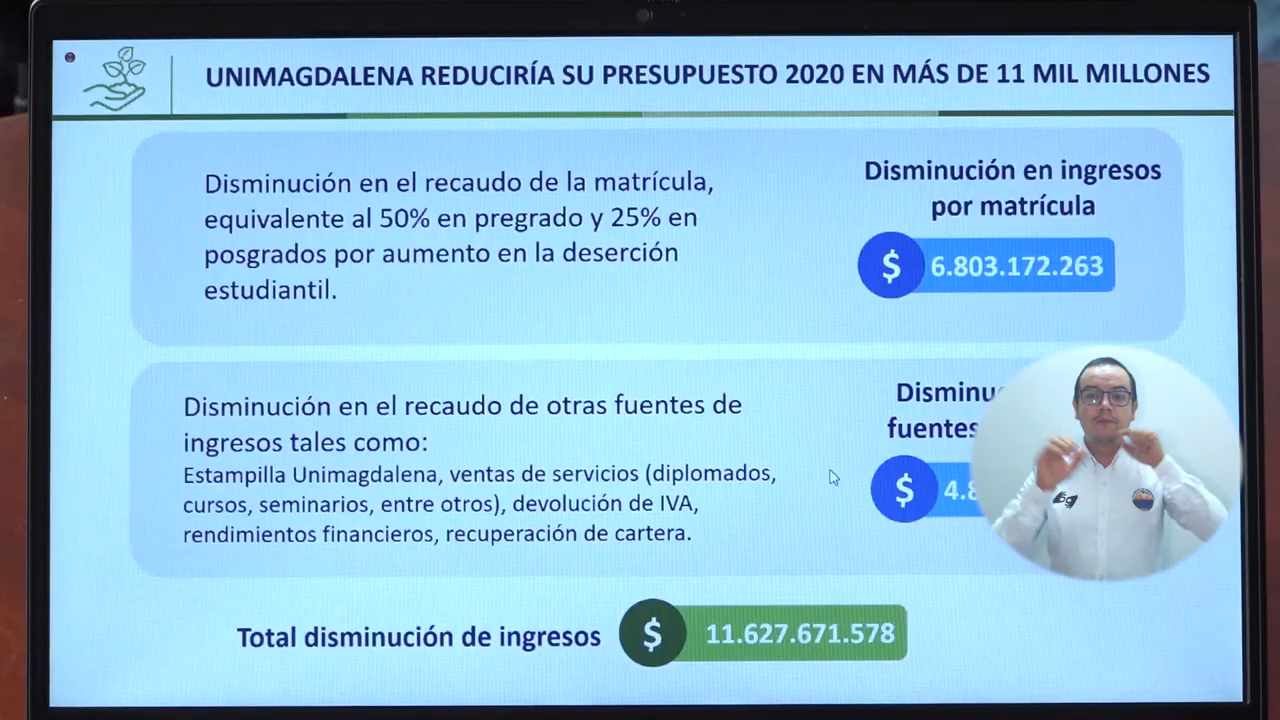 UNIMAGDALENA REDUCIRÍA SU PRESUPUESTO 2020 EN MÁS DE 11 MIL MILLONES
Disminución en el recaudo de la matrícula,
equivalente al 50% en pregrado y 25% en
posgrados por aumento en la deserción
estudiantil.
Disminución en ingresos
por matrícula
$ 6.803.172.263
Disminución en el recaudo de otras fuentes de
ingresos tales como:
Estampilla Unimagdalena, ventas de servicios (diplomados,
cursos, seminarios, entre otros), devolución de IVA,
rendimientos financieros, recuperación de cartera.
fuentes
$ 4.8
Total disminución de ingresos
$ 11.627.671.578